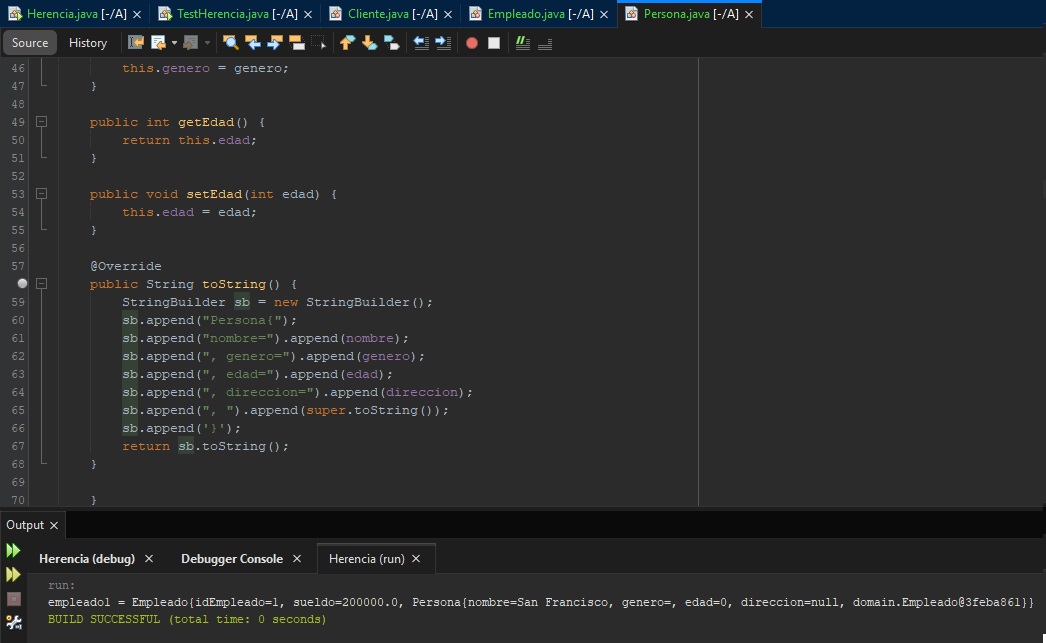 Herencia.java [-/A] TestHerencia.java [-/A] Cliente.java [-/A] Empleado.java [-/A] Persona.java [-/A]
Source History
46 this.genero = genero;
47 }
48
49 public int getEdad() {
50 return this.edad;
51 }
52
53 public void setEdad(int edad) {
54 this.edad = edad;
55 }
56
57 @Override
public String toString() {
59 StringBuilder sb = new StringBuilder();
60 sb.append("Persona{");
61 sb.append("nombre=").append(nombre);
62 sb.append(", genero=").append(genero);
63 sb.append(", edad=").append(edad);
64 sb.append(", direccion=").append(direccion);
65 sb.append(", ").append(super.toString());
66 sb.append('}');
67 return sb.toString();
68 }
69
70 }
Output
Herencia (debug) Debugger Console Herencia (run)
run:
empleado1 = Empleado{idEmpleado=1, sueldo=200000.0, Persona{nombre=San Francisco, genero=, edad=0, direccion=null, domain.Empleado@3feba861}}
BUILD SUCCESSFUL (total time: 0 seconds)